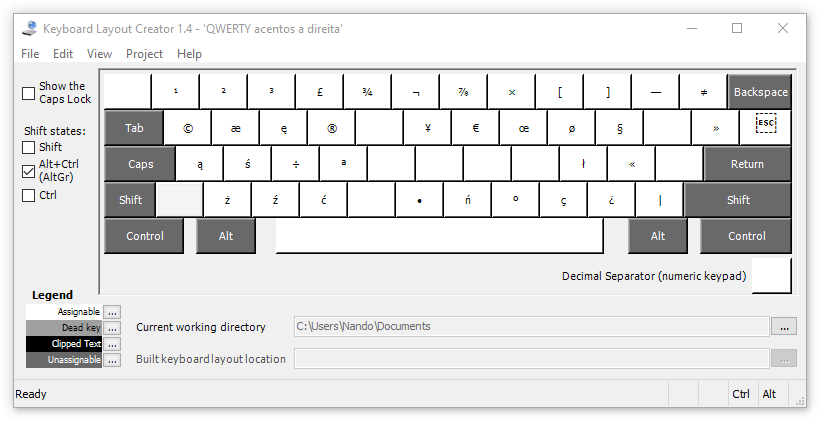 Keyboard Layout Creator 1.4 - 'QWERTY acentos a direita'
File Edit View Project Help
Show the
Caps Lock
Shift states:
Shift
Alt+Ctrl
(AltGr)
Ctrl
¹ ² ³ £ ¾ ¬ ⅞ × [ ] — ≠ Backspace
Tab © æ ę ® ¥ € œ ø § » ESC
Caps ą ś ÷ ª ł « Return
Shift ż ź ć • ń º ç ¿ | Shift
Control Alt Alt Control
Decimal Separator (numeric keypad)
Legend
Assignable ...
Dead key ...
Clipped Text ...
Unassignable ...
Current working directory C:\Users\Nando\Documents ...
Built keyboard layout location ...
Ready Ctrl Alt